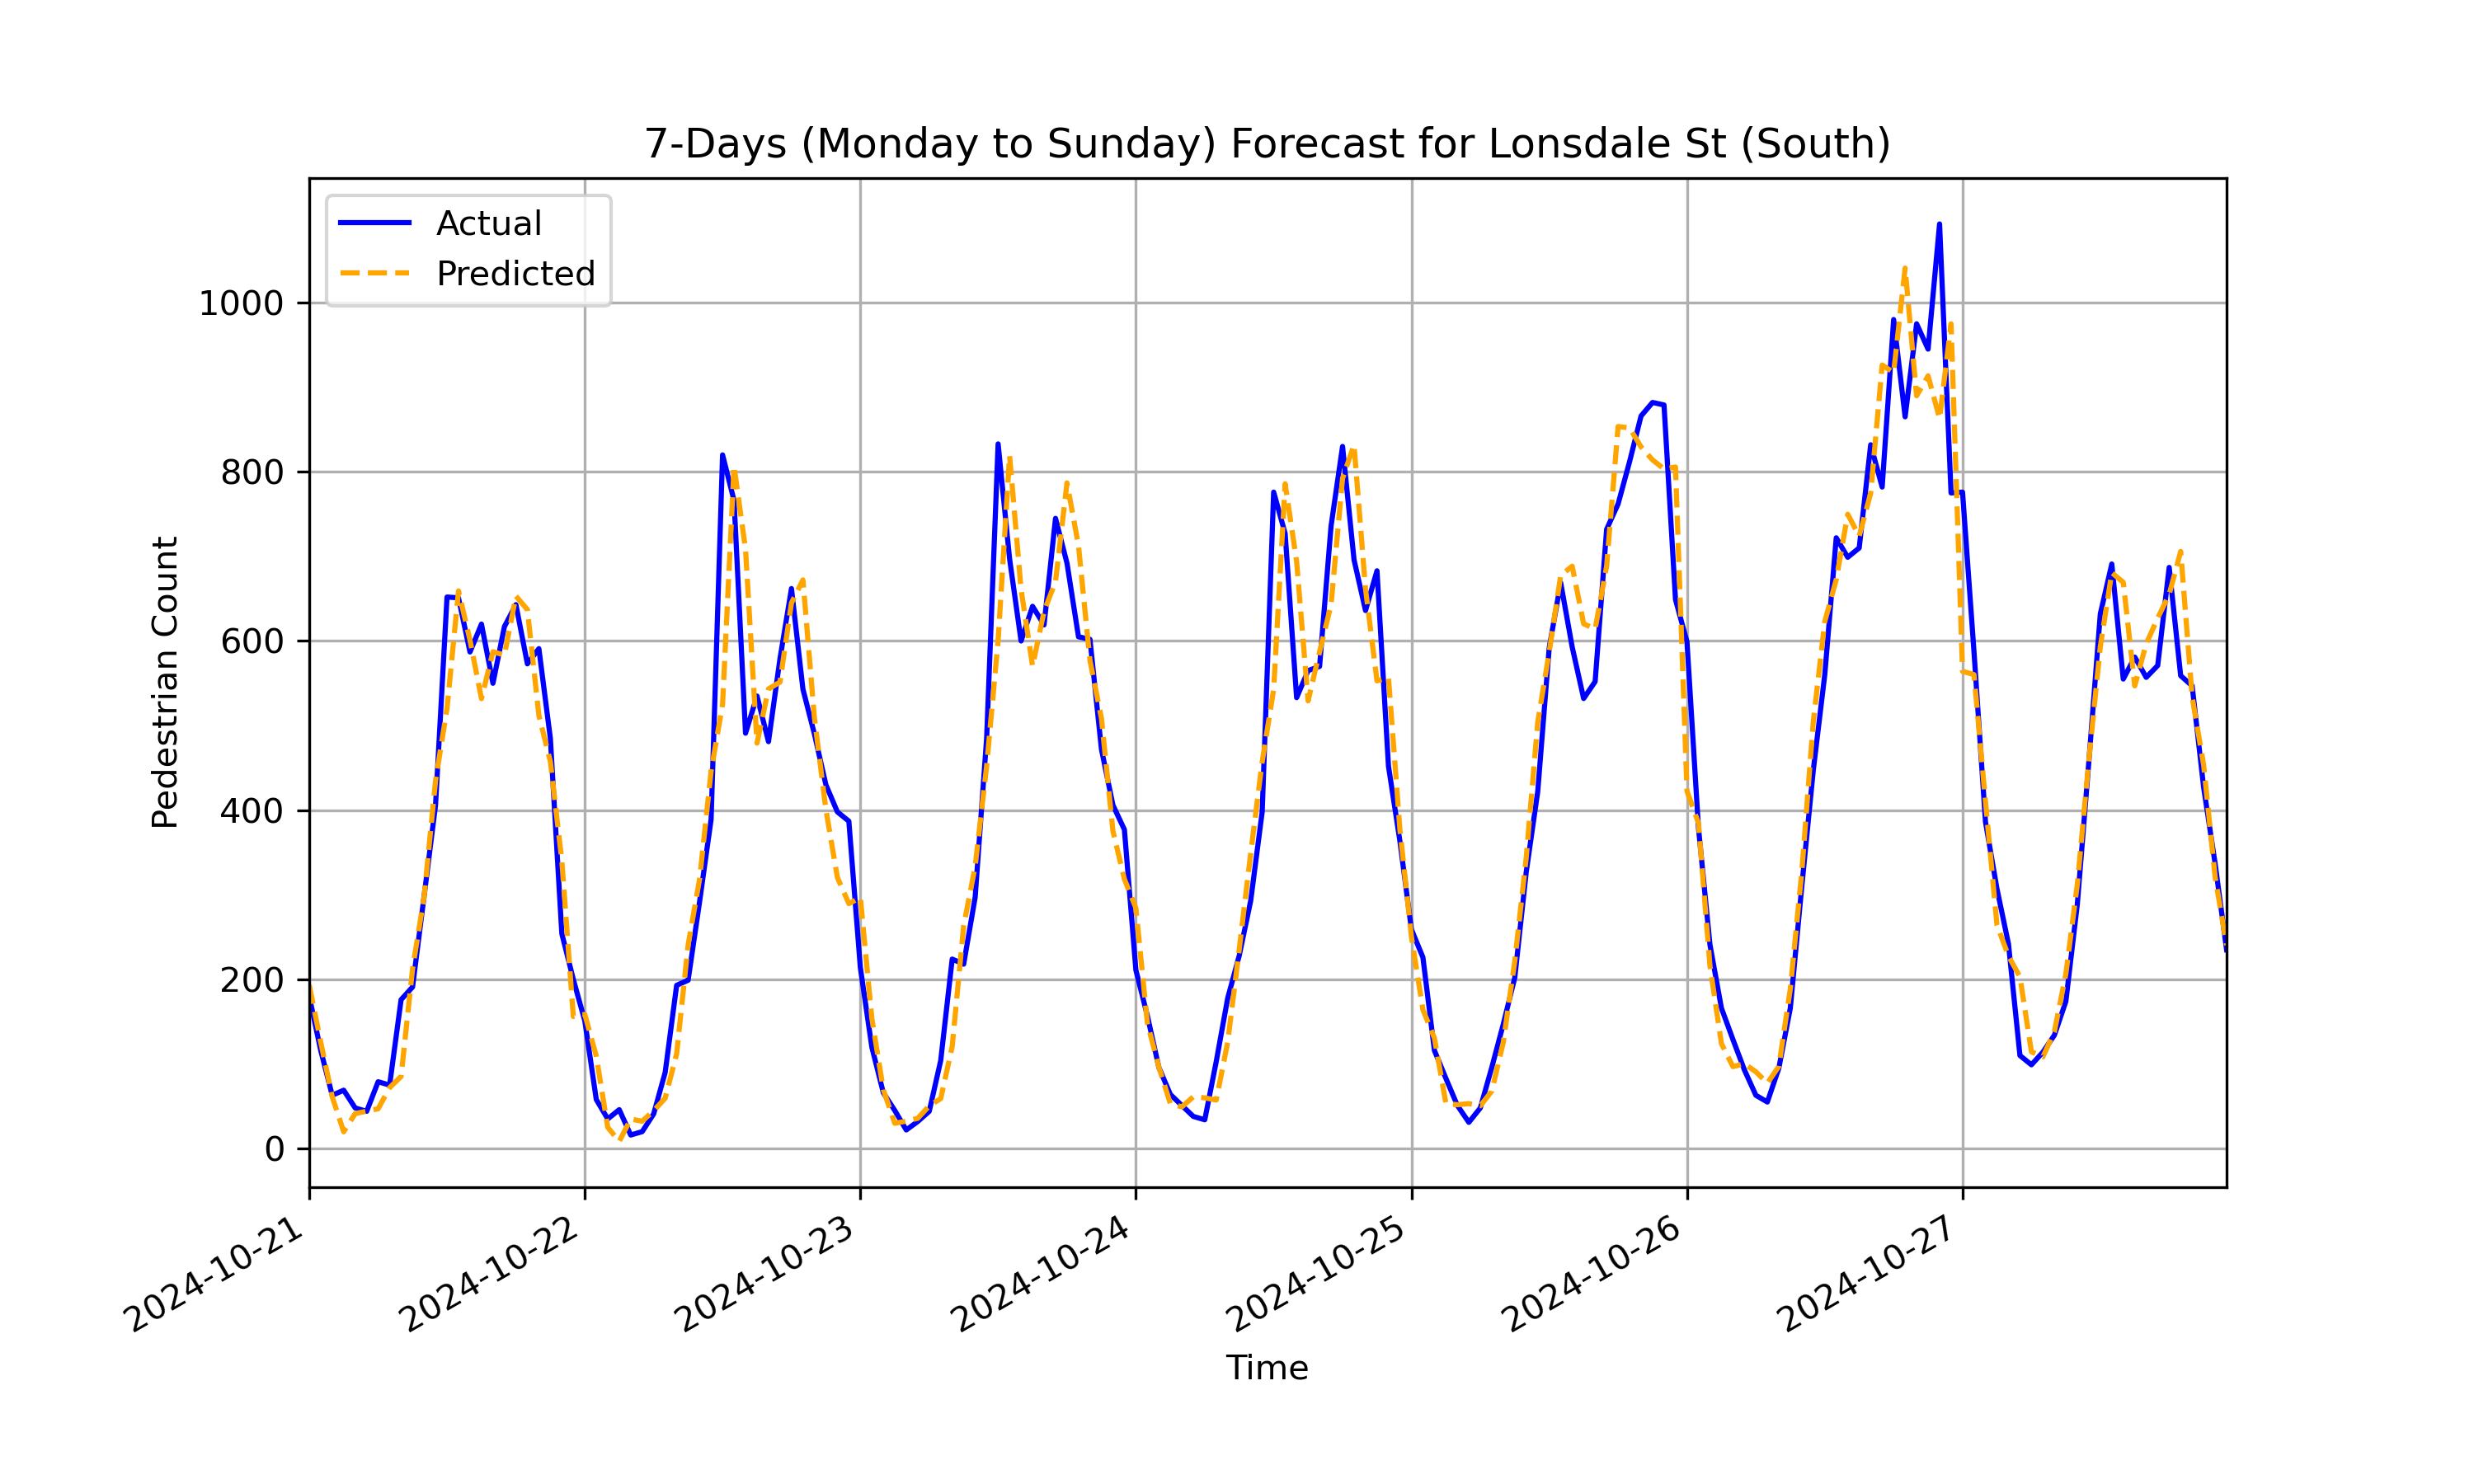 7-Days (Monday to Sunday) Forecast for Lonsdale St (South)
Actual
Predicted
Pedestrian Count
1000
800
600
400
200
0
2024-10-21
2024-10-22
2024-10-23
2024-10-24
2024-10-25
2024-10-26
2024-10-27
Time